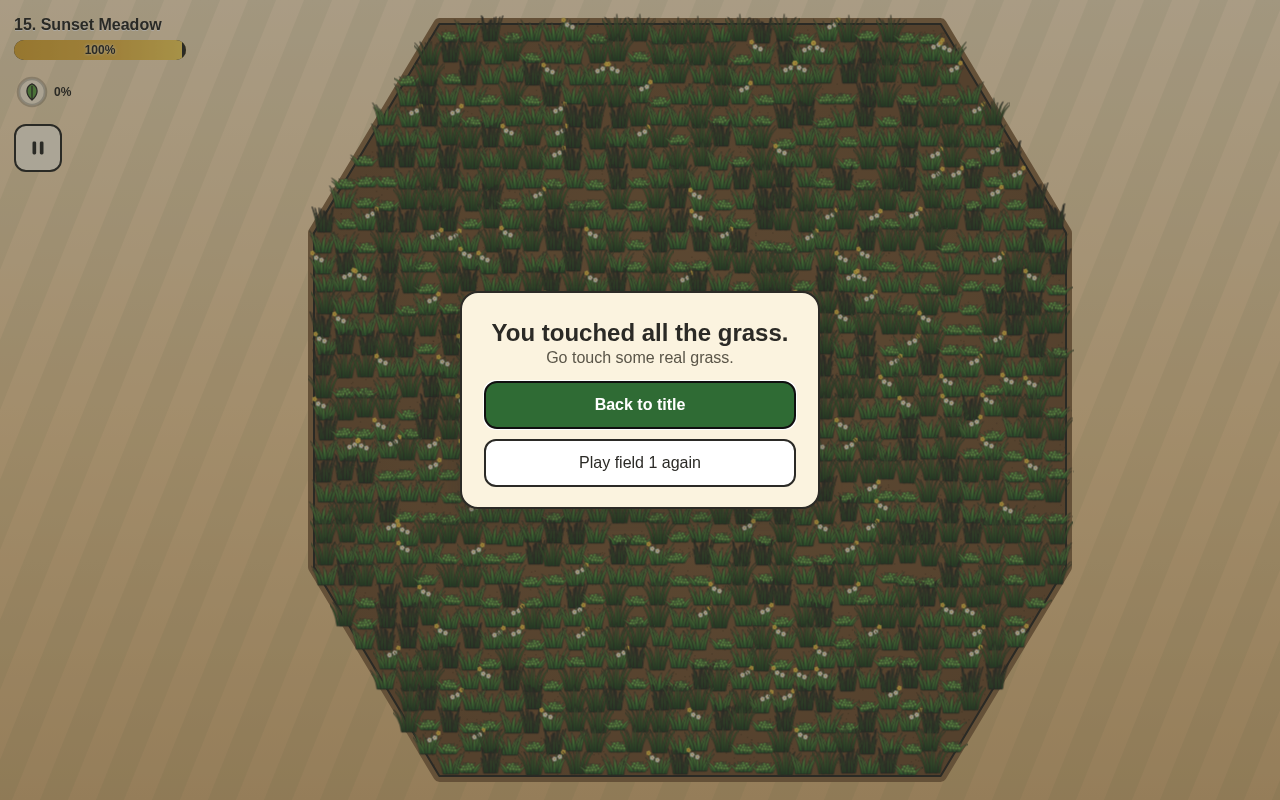 15. Sunset Meadow
100%
0%
You touched all the grass.
Go touch some real grass.
Back to title
Play field 1 again